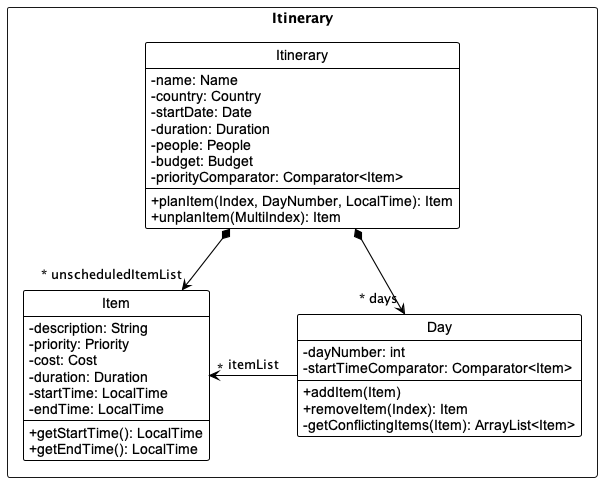 Itinerary
Itinerary
-name: Name
-country: Country
-startDate: Date
-duration: Duration
-people: People
-budget: Budget
-priorityComparator: Comparator<Item>
+planItem(Index, DayNumber, LocalTime): Item
+unplanItem(MultiIndex): Item
* unscheduledItemList
* days
Item
-description: String
-priority: Priority
-cost: Cost
-duration: Duration
-startTime: LocalTime
-endTime: LocalTime
+getStartTime(): LocalTime
+getEndTime(): LocalTime
* itemList
Day
-dayNumber: int
-startTimeComparator: Comparator<Item>
+addItem(Item)
+removeItem(Index): Item
-getConflictingItems(Item): ArrayList<Item>